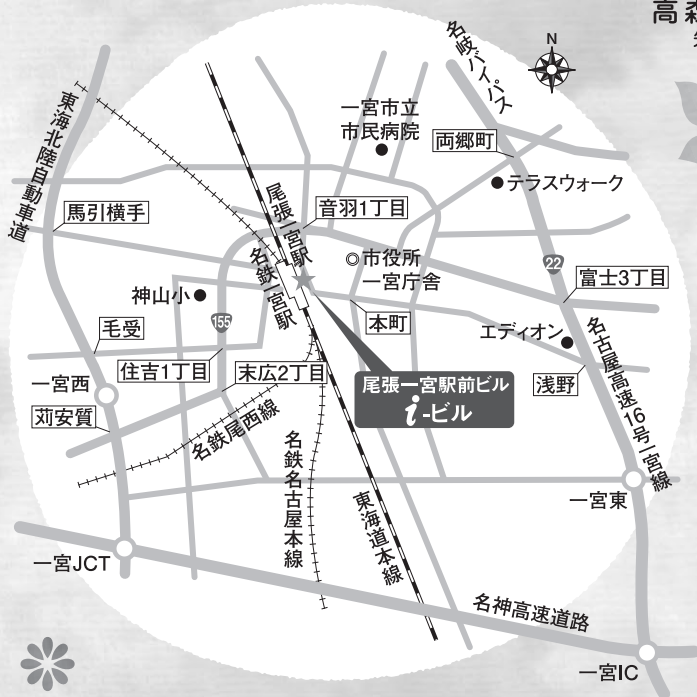 高森
名岐バイパス
N
東海北陸自動車道
一宮市立
市民病院
両郷町
テラスウォーク
馬引横手
尾張一宮駅
音羽1丁目
名鉄一宮駅
市役所
一宮庁舎
22
富士3丁目
神山小
155
本町
エディオン
毛受
住吉1丁目
末広2丁目
尾張一宮駅前ビル
i-ビル
浅野
名古屋高速16号一宮線
一宮西
苅安賀
名鉄尾西線
名鉄名古屋本線
東海道本線
一宮東
一宮JCT
名神高速道路
一宮IC